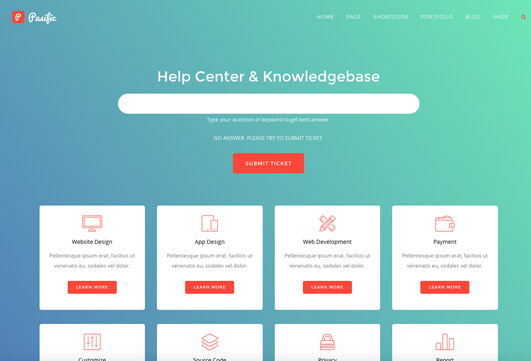 P Pasific
HOME PAGE SHORTCODE PORTFOLIO BLOG SHOP
Help Center & Knowledgebase
Type your question or keyword to get best answer.
NO ANSWER. PLEASE TRY TO SUBMIT TICKET.
SUBMIT TICKET
Website Design
Pellentesque ipsum erat, facilisis ut
venenatis eu, sodales vel dolor.
LEARN MORE
App Design
Pellentesque ipsum erat, facilisis ut
venenatis eu, sodales vel dolor.
LEARN MORE
Web Development
Pellentesque ipsum erat, facilisis ut
venenatis eu, sodales vel dolor.
LEARN MORE
Payment
Pellentesque ipsum erat, facilisis ut
venenatis eu, sodales vel dolor.
LEARN MORE
Customize
Source Code
Privacy
Report